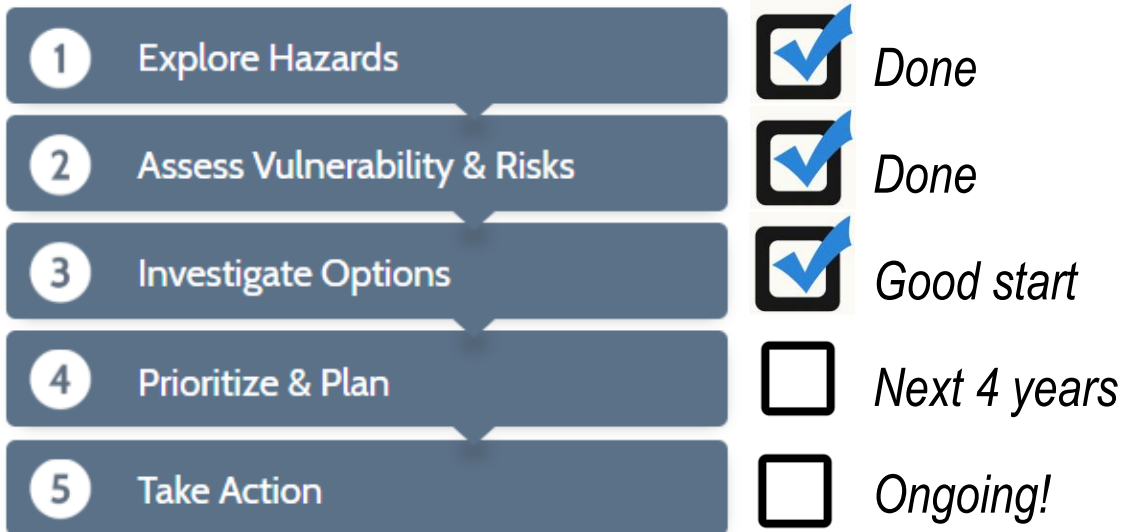 1 Explore Hazards Done
2 Assess Vulnerability & Risks Done
3 Investigate Options Good start
4 Prioritize & Plan Next 4 years
5 Take Action Ongoing!